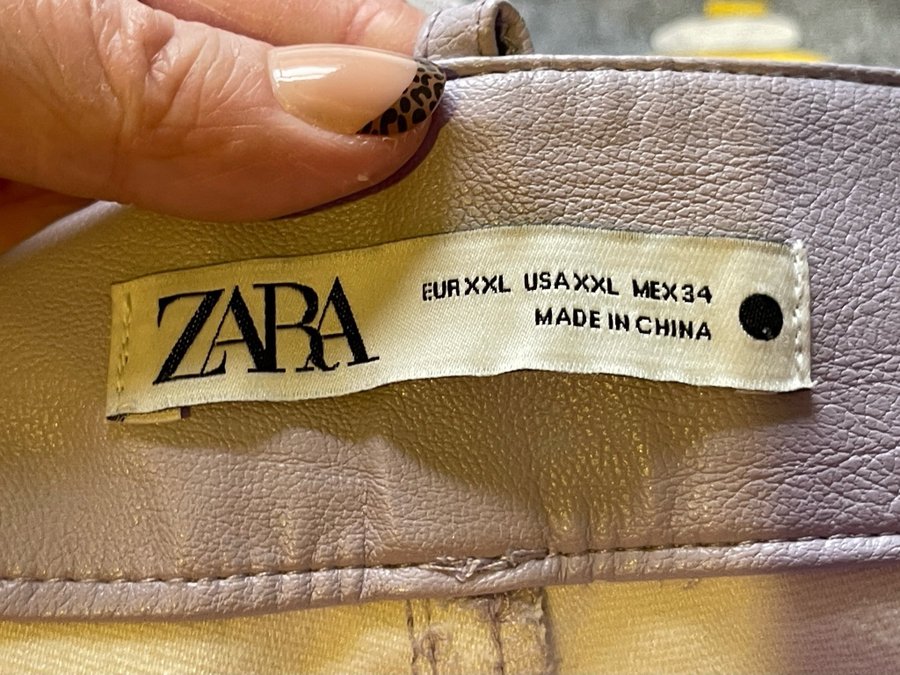 ZARA
EUR XXL USA XXL MEX 34
MADE IN CHINA